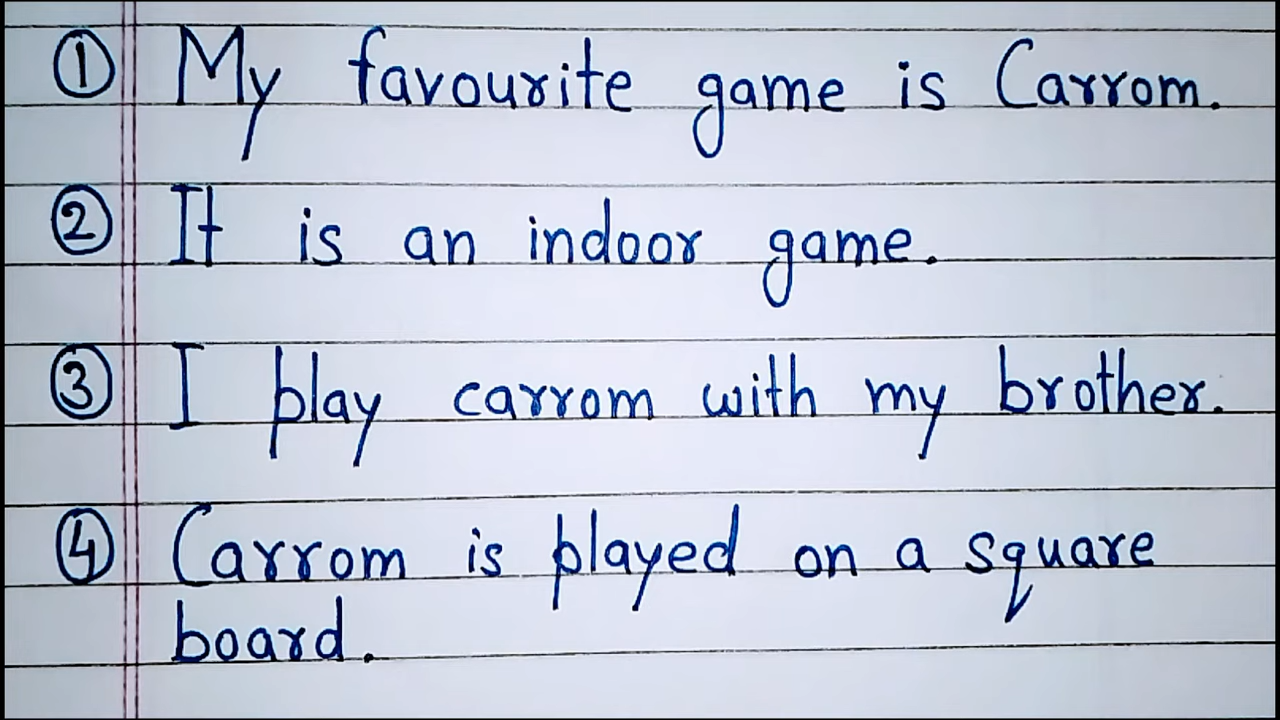 ① My favourite game is Carrom.
② It is an indoor game.
③ I play carrom with my brother.
④ Carrom is played on a square
board.